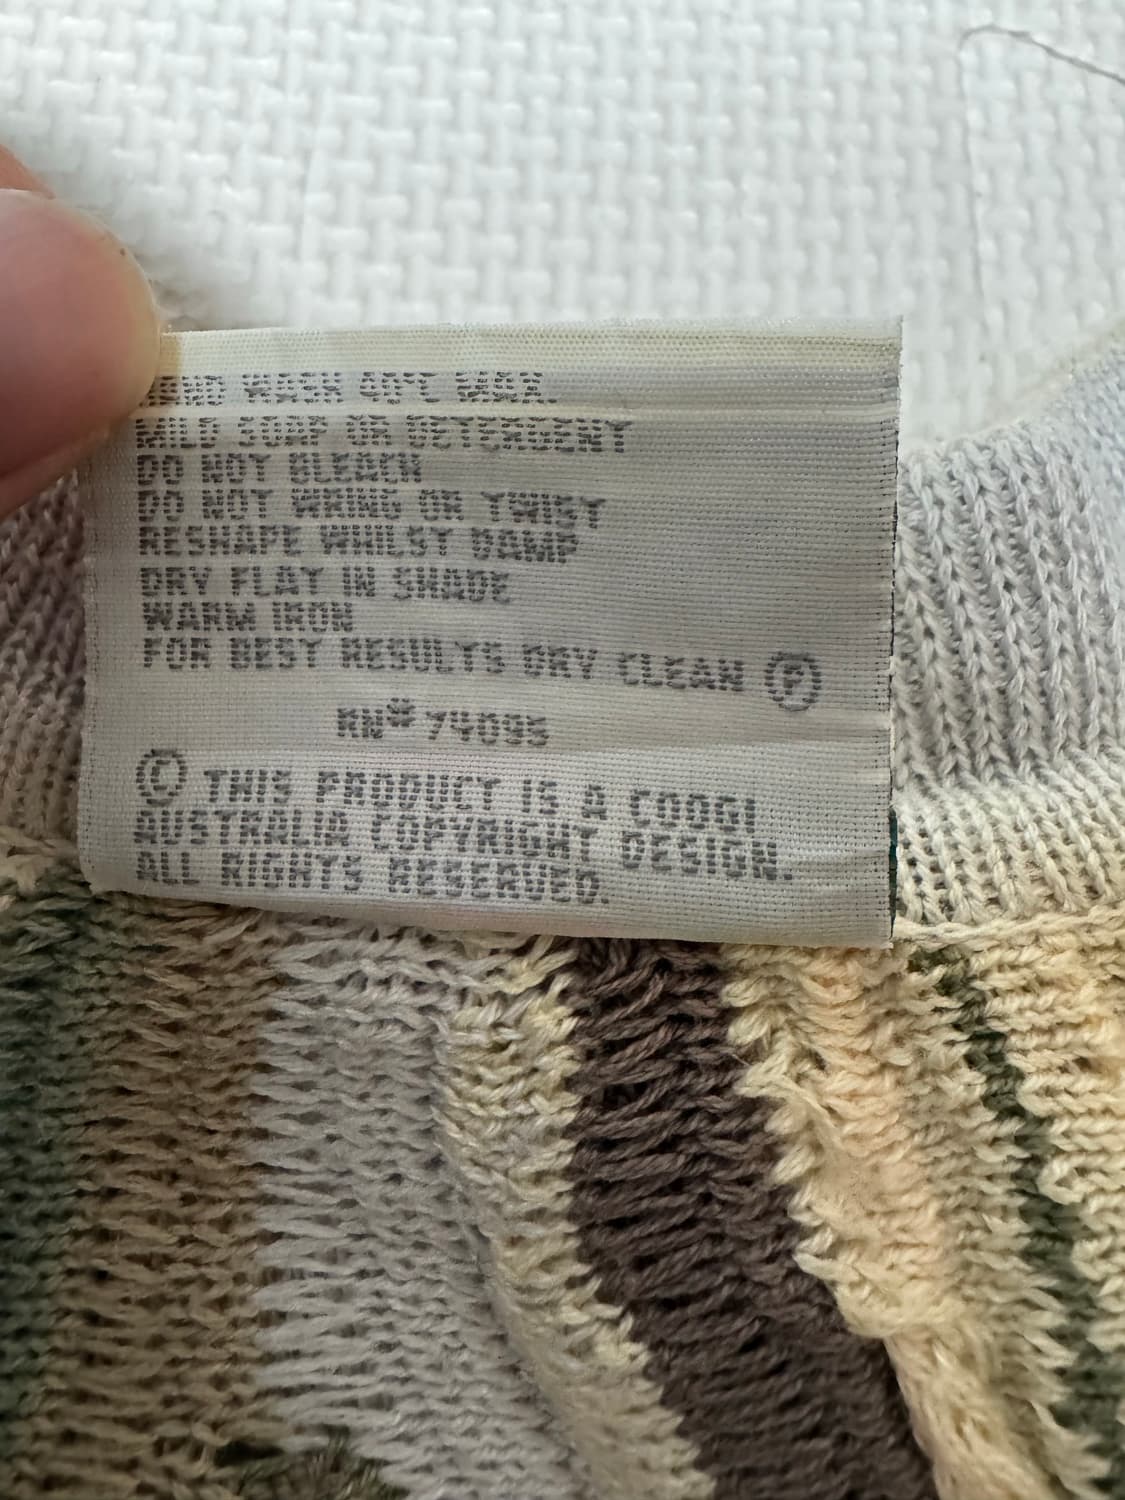 HAND WASH 40°C MAX.
MILD SOAP OR DETERGENT
DO NOT BLEACH
DO NOT WRING OR TWIST
RESHAPE WHILST DAMP
DRY FLAT IN SHADE
WARM IRON
FOR BEST RESULTS DRY CLEAN Ⓟ
RN# 74095
© THIS PRODUCT IS A COOGI
AUSTRALIA COPYRIGHT DESIGN.
ALL RIGHTS RESERVED.